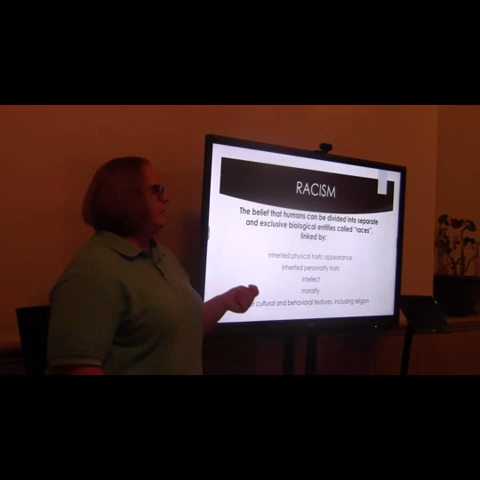 RACISM
The belief that humans can be divided into separate
and exclusive biological entities called "races",
linked by:
inherited physical traits: appearance
inherited personality traits
intellect
morality
cultural and behavioral features, including religion